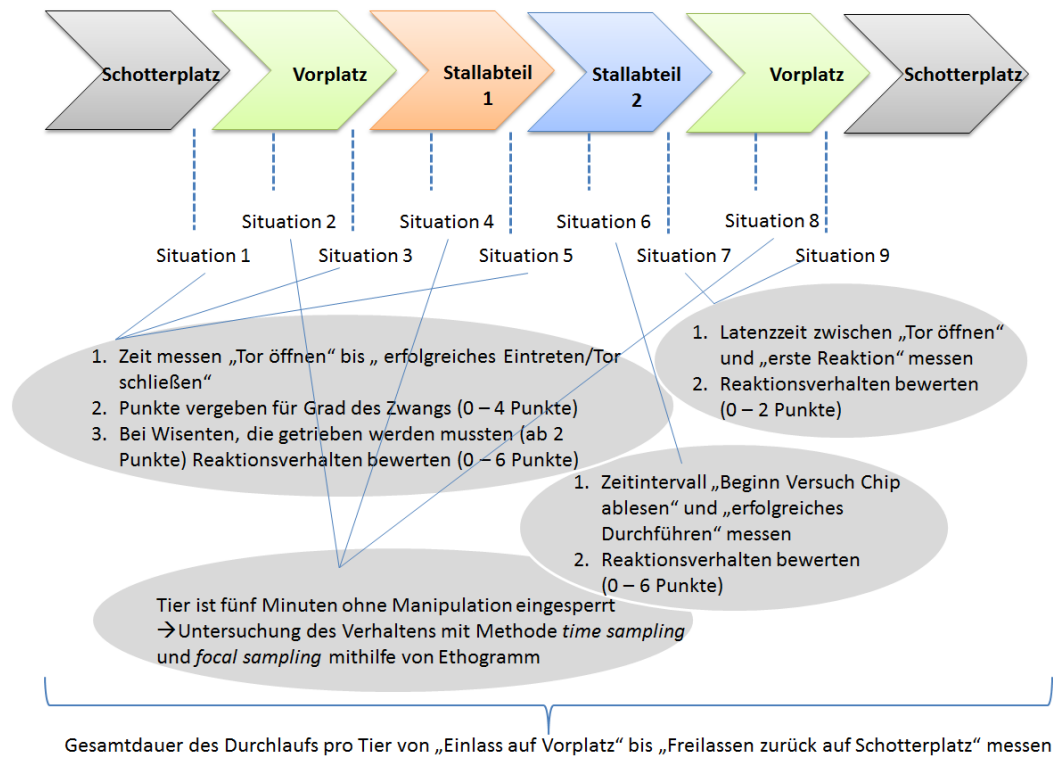 Schotterplatz
Vorplatz
Stallabteil
1
Stallabteil
2
Vorplatz
Schotterplatz
Situation 2
Situation 4
Situation 6
Situation 8
Situation 1
Situation 3
Situation 5
Situation 7
Situation 9
1. Zeit messen „Tor öffnen“ bis „ erfolgreiches Eintreten/Tor
schließen“
2. Punkte vergeben für Grad des Zwangs (0 – 4 Punkte)
3. Bei Wisenten, die getrieben werden mussten (ab 2
Punkte) Reaktionsverhalten bewerten (0 – 6 Punkte)
1. Latenzzeit zwischen „Tor öffnen“
und „erste Reaktion“ messen
2. Reaktionsverhalten bewerten
(0 – 2 Punkte)
1. Zeitintervall „Beginn Versuch Chip
ablesen“ und „erfolgreiches
Durchführen“ messen
2. Reaktionsverhalten bewerten
(0 – 6 Punkte)
Tier ist fünf Minuten ohne Manipulation eingesperrt
→Untersuchung des Verhaltens mit Methode time sampling
und focal sampling mithilfe von Ethogramm
Gesamtdauer des Durchlaufs pro Tier von „Einlass auf Vorplatz“ bis „Freilassen zurück auf Schotterplatz“ messen